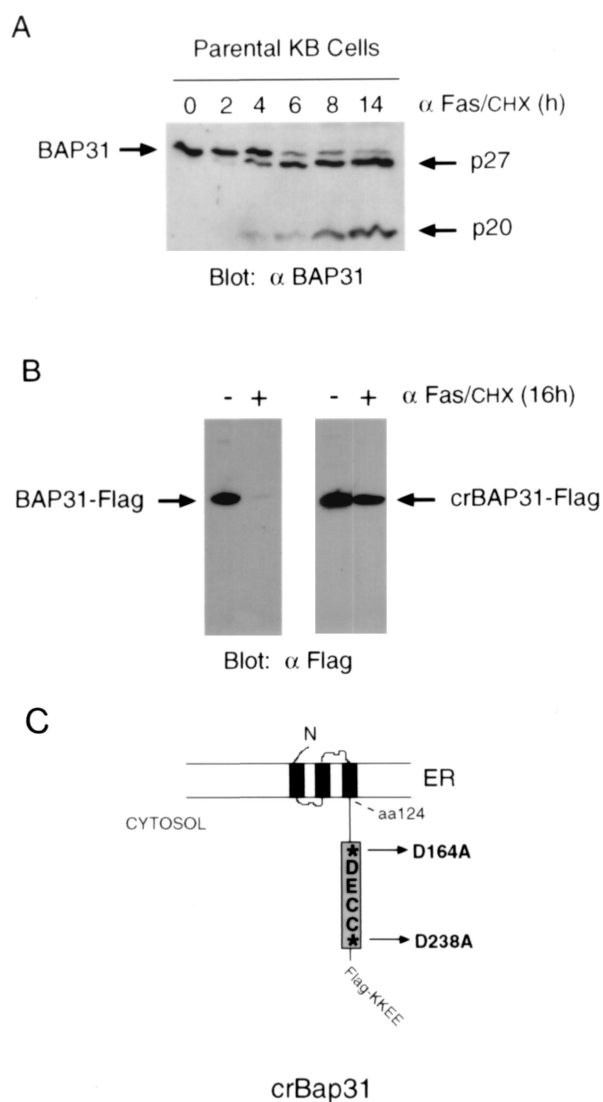 A
Parental KB Cells
0 2 4 6 8 14 α Fas/CHX (h)
BAP31
p27
p20
Blot: α BAP31
B
- + - + α Fas/CHX (16h)
BAP31-Flag
crBAP31-Flag
Blot: α Flag
C
N
ER
aa124
CYTOSOL
* D E C C *
D164A
D238A
Flag-KKEE
crBap31